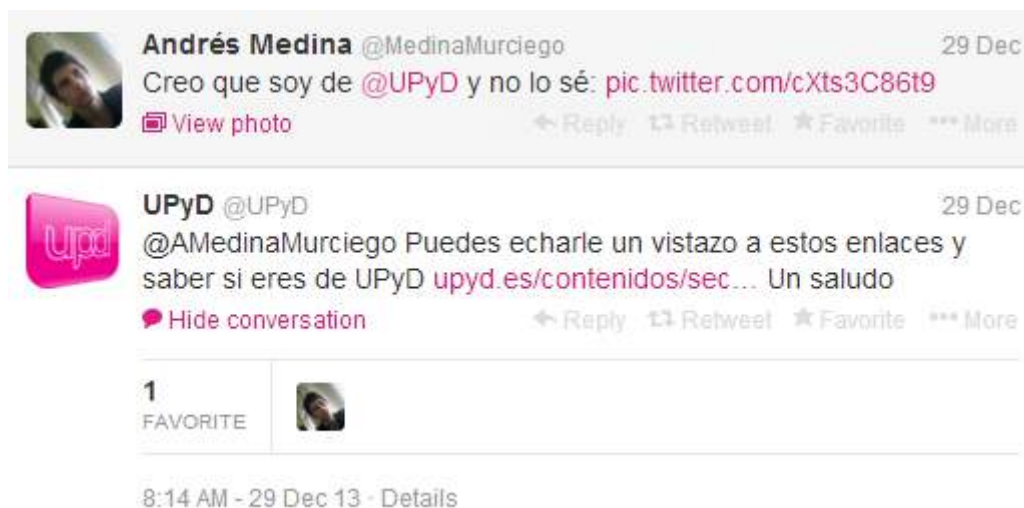 Andrés Medina @MedinaMurciego 29 Dec
Creo que soy de @UPyD y no lo sé: pic.twitter.com/cXts3C86t9
View photo Reply Retweet Favorite More
UPyD @UPyD 29 Dec
upd
@AMedinaMurciego Puedes echarle un vistazo a estos enlaces y
saber si eres de UPyD upyd.es/contenidos/sec... Un saludo
Hide conversation Reply Retweet Favorite More
1
FAVORITE
8:14 AM - 29 Dec 13 · Details